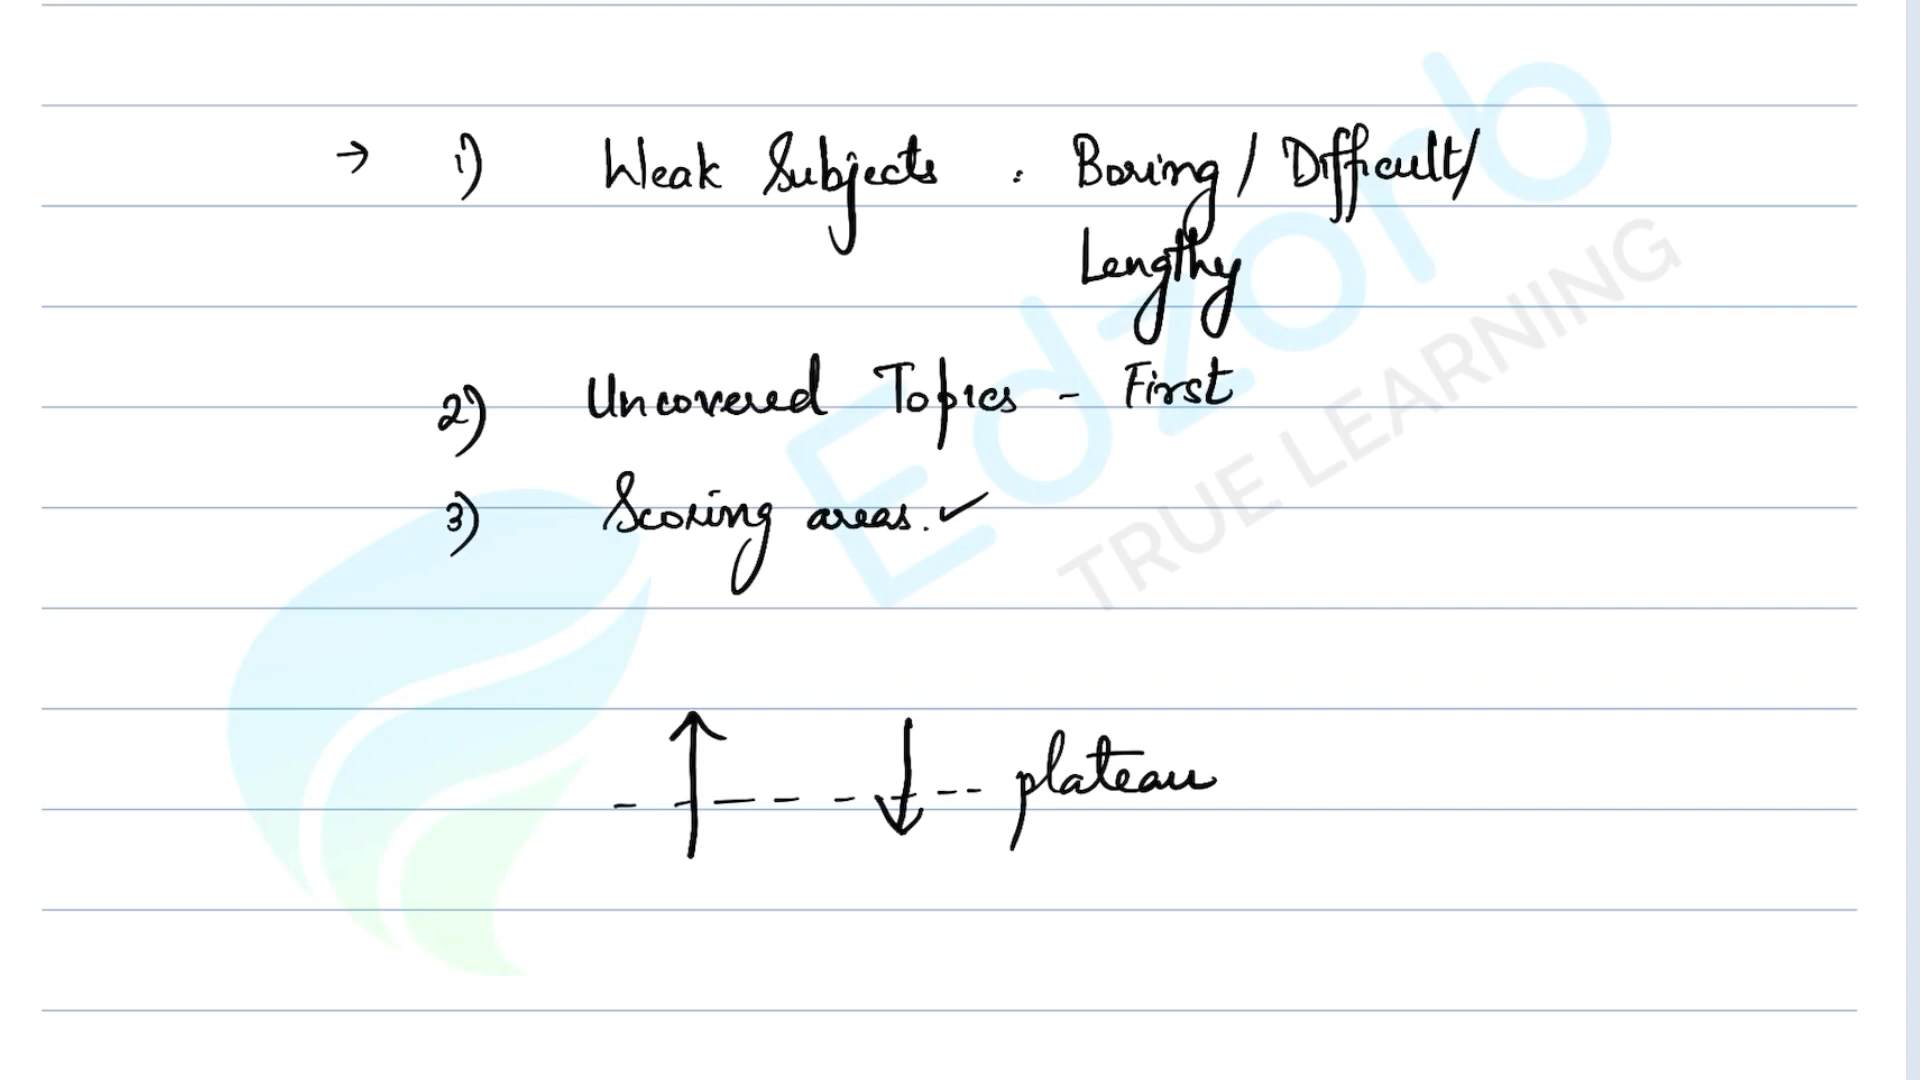 → 1) Weak Subjects : Boring / Difficult /
Lengthy
2) Uncovered Topics - First
3) Scoring areas. ✓
↑ ↓ -- plateau
Edzorb
TRUE LEARNING